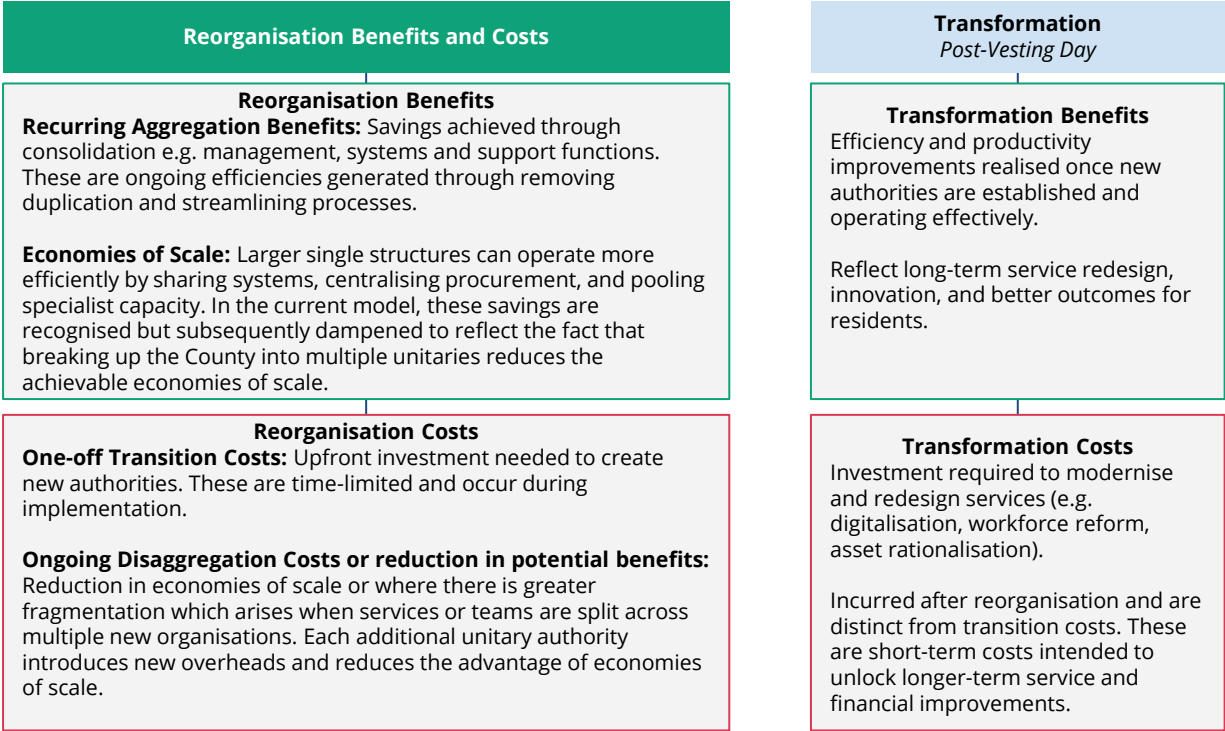 Reorganisation Benefits and Costs
Reorganisation Benefits
Recurring Aggregation Benefits: Savings achieved through
consolidation e.g. management, systems and support functions.
These are ongoing efficiencies generated through removing
duplication and streamlining processes.
Economies of Scale: Larger single structures can operate more
efficiently by sharing systems, centralising procurement, and pooling
specialist capacity. In the current model, these savings are
recognised but subsequently dampened to reflect the fact that
breaking up the County into multiple unitaries reduces the
achievable economies of scale.
Reorganisation Costs
One-off Transition Costs: Upfront investment needed to create
new authorities. These are time-limited and occur during
implementation.
Ongoing Disaggregation Costs or reduction in potential benefits:
Reduction in economies of scale or where there is greater
fragmentation which arises when services or teams are split across
multiple new organisations. Each additional unitary authority
introduces new overheads and reduces the advantage of economies
of scale.
Transformation
Post-Vesting Day
Transformation Benefits
Efficiency and productivity
improvements realised once new
authorities are established and
operating effectively.
Reflect long-term service redesign,
innovation, and better outcomes for
residents.
Transformation Costs
Investment required to modernise
and redesign services (e.g.
digitalisation, workforce reform,
asset rationalisation).
Incurred after reorganisation and are
distinct from transition costs. These
are short-term costs intended to
unlock longer-term service and
financial improvements.